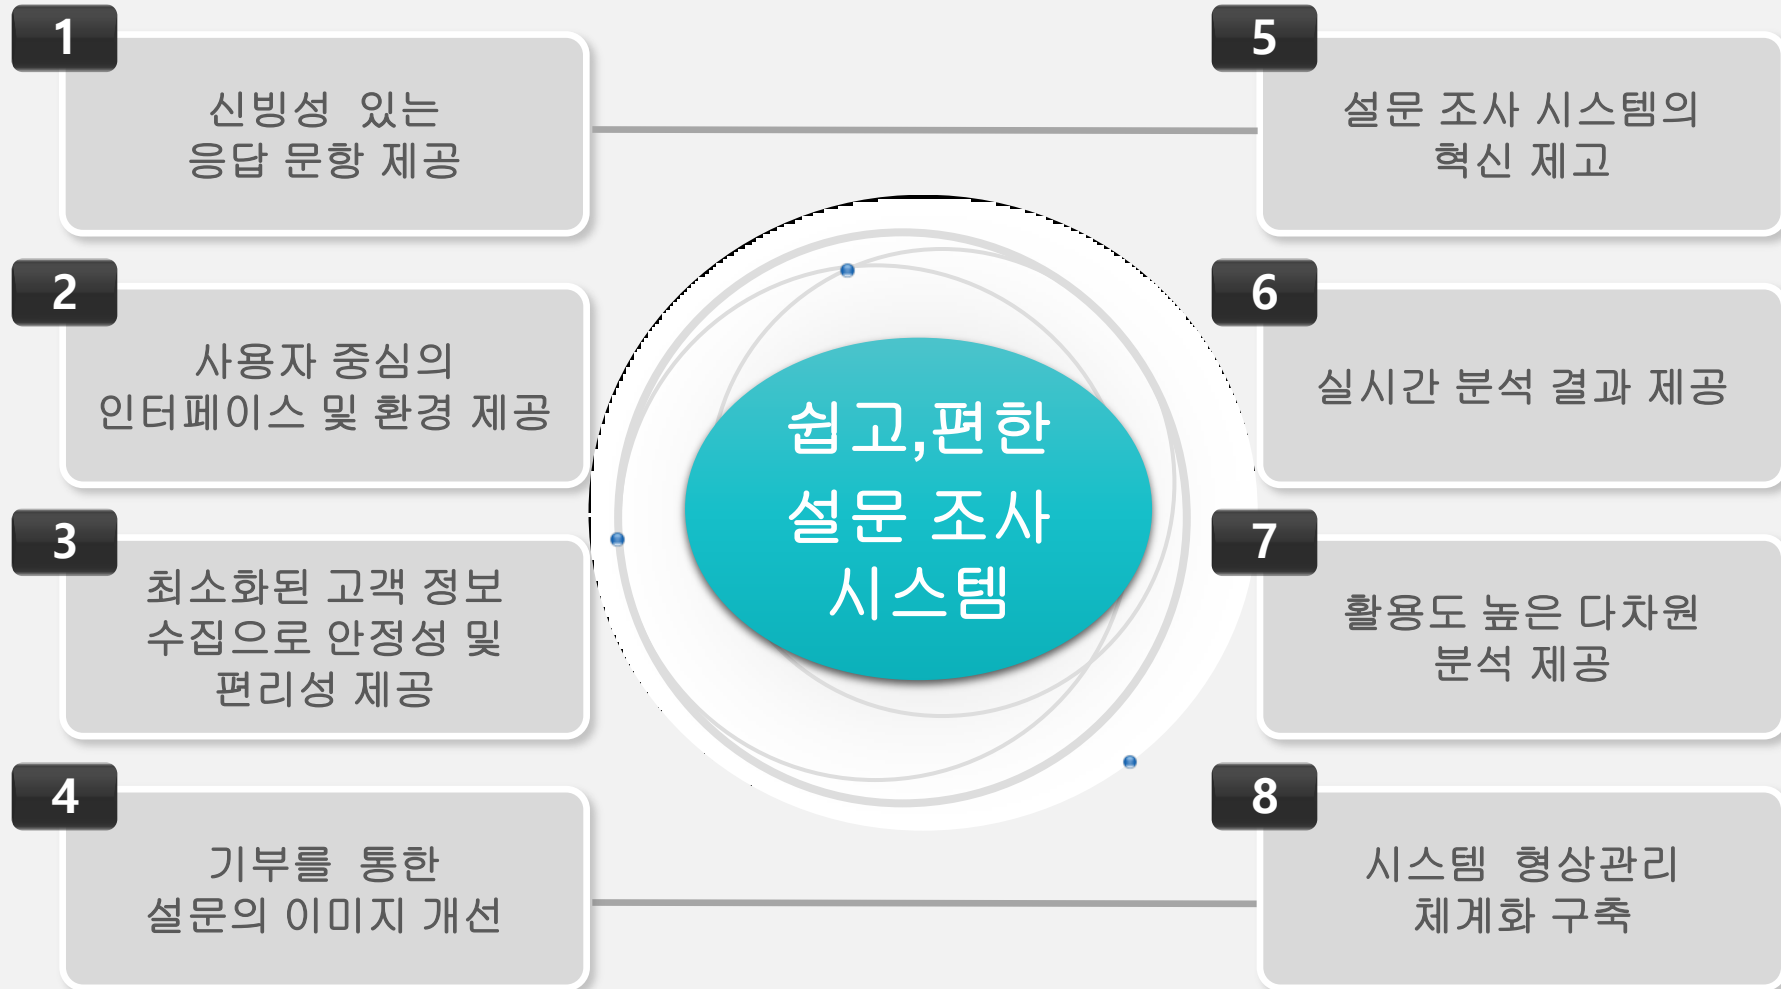 1
신빙성 있는
응답 문항 제공
2
사용자 중심의
인터페이스 및 환경 제공
3
최소화된 고객 정보
수집으로 안정성 및
편리성 제공
4
기부를 통한
설문의 이미지 개선
쉽고,편한
설문 조사
시스템
5
설문 조사 시스템의
혁신 제고
6
실시간 분석 결과 제공
7
활용도 높은 다차원
분석 제공
8
시스템 형상관리
체계화 구축